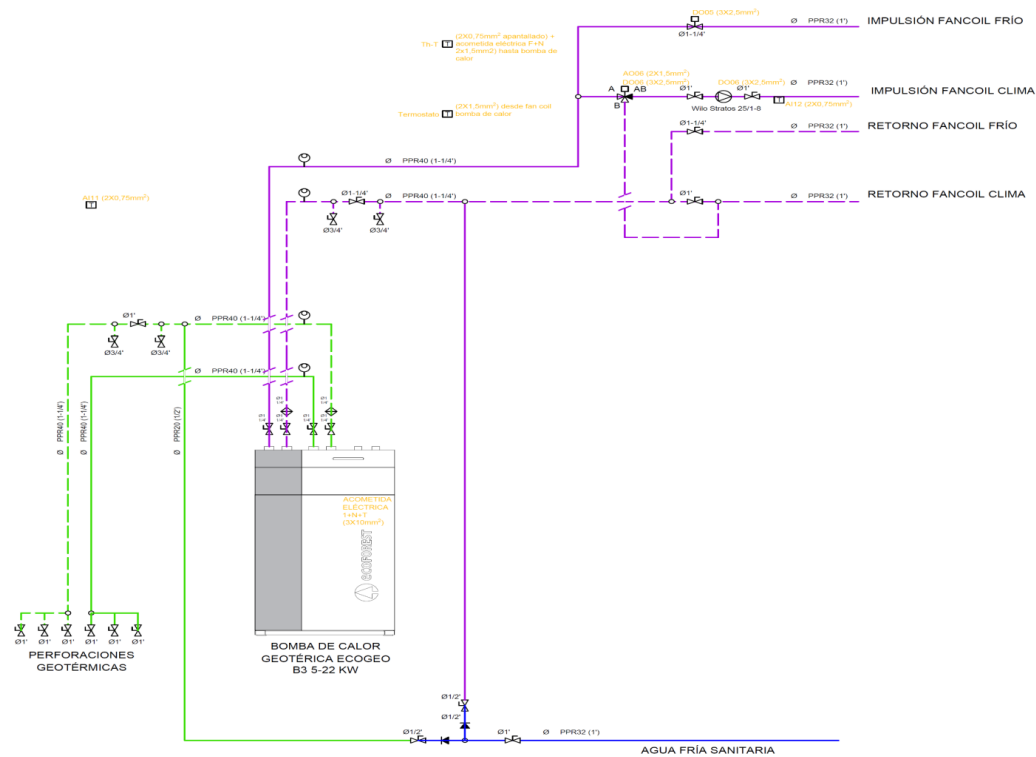 DO05 (3X2,5mm²)
Ø PPR32 (1')
IMPULSIÓN FANCOIL FRÍO
Ø1-1/4'
Th-T
T
(2X0,75mm² apantallado) +
acometida eléctrica F+N
2x1,5mm2) hasta bomba de
calor
AO06 (2X1,5mm²)
DO06 (3X2,5mm²)
DO06 (3X2,5mm²)
Ø PPR32 (1')
IMPULSIÓN FANCOIL CLIMA
A
AB
B
Ø1'
Ø1'
Wilo Stratos 25/1-8
T
AI12 (2X0,75mm²)
Termostato
T
(2X1,5mm²) desde fan coil
bomba de calor
Ø1-1/4'
Ø PPR32 (1')
RETORNO FANCOIL FRÍO
Ø PPR40 (1-1/4')
AI11 (2X0,75mm²)
T
Ø1-1/4'
Ø PPR40 (1-1/4')
Ø1'
Ø PPR32 (1')
RETORNO FANCOIL CLIMA
Ø3/4'
Ø3/4'
Ø1'
Ø PPR40 (1-1/4')
Ø3/4'
Ø3/4'
Ø PPR40 (1-1/4')
Ø PPR40 (1-1/4')
Ø PPR40 (1-1/4')
Ø PPR20 (1/2')
ACOMETIDA
ELÉCTRICA
1+N+T
(3X10mm²)
ecoFOREST
Ø1'
Ø1'
Ø1'
Ø1'
Ø1'
Ø1'
PERFORACIONES
GEOTÉRMICAS
BOMBA DE CALOR
GEOTÉRICA ECOGEO
B3 5-22 KW
Ø1/2'
Ø1/2'
Ø1/2'
Ø1'
Ø PPR32 (1')
AGUA FRÍA SANITARIA